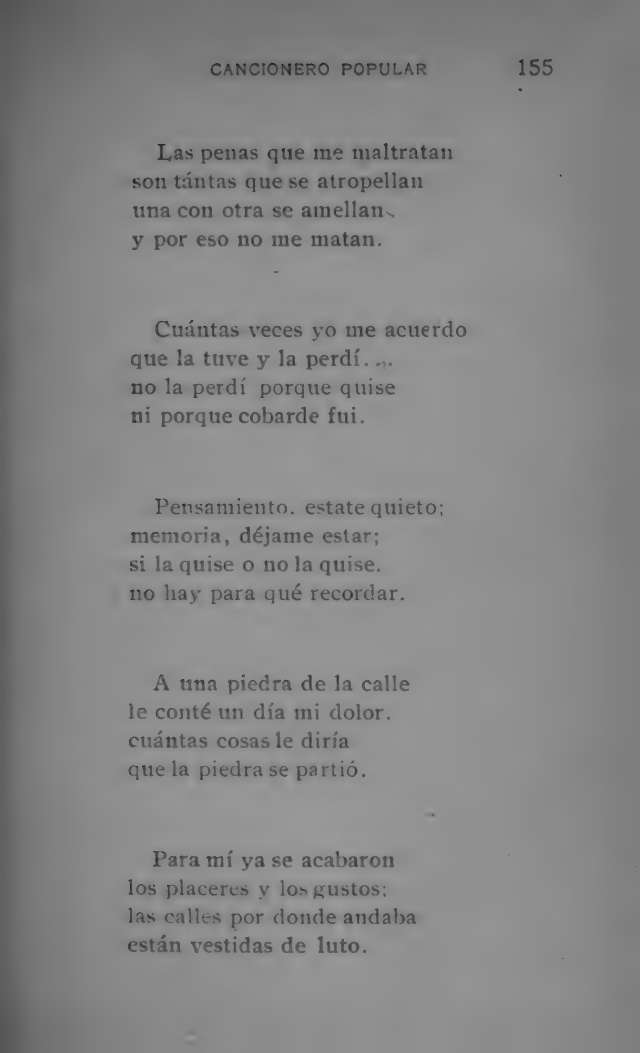 CANCIONERO POPULAR 155
Las penas que me maltratan
son tántas que se atropellan
una con otra se amellan
y por eso no me matan.
Cuántas veces yo me acuerdo
que la tuve y la perdí...
no la perdí porque quise
ni porque cobarde fui.
Pensamiento. estate quieto;
memoria, déjame estar;
si la quise o no la quise.
no hay para qué recordar.
A una piedra de la calle
le conté un día mi dolor.
cuántas cosas le diría
que la piedra se partió.
Para mí ya se acabaron
los placeres y los gustos;
las calles por donde andaba
están vestidas de luto.